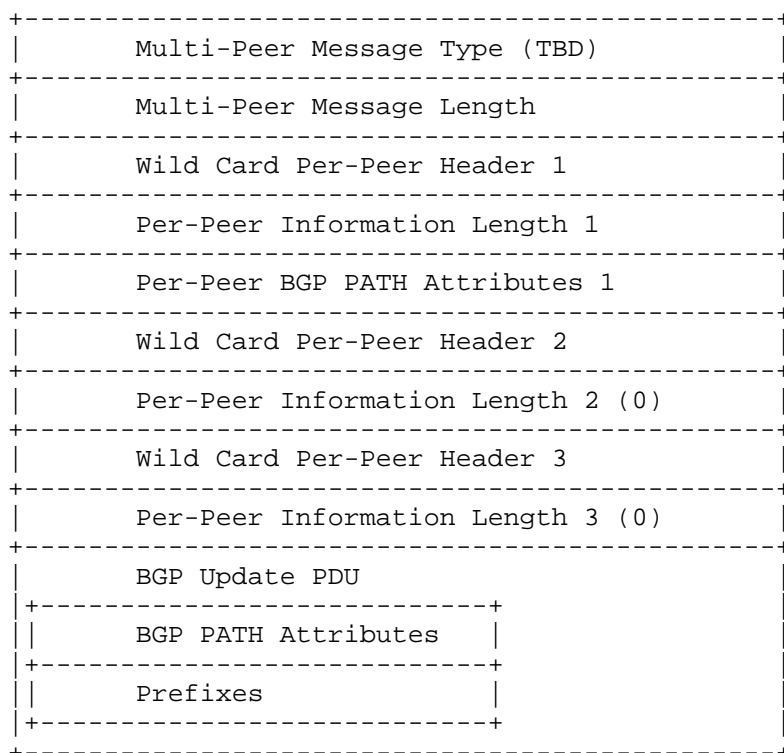 Multi-Peer Message Type (TBD)
Multi-Peer Message Length
Wild Card Per-Peer Header 1
Per-Peer Information Length 1
Per-Peer BGP PATH Attributes 1
Wild Card Per-Peer Header 2
Per-Peer Information Length 2 (0)
Wild Card Per-Peer Header 3
Per-Peer Information Length 3 (0)
BGP Update PDU
BGP PATH Attributes
Prefixes